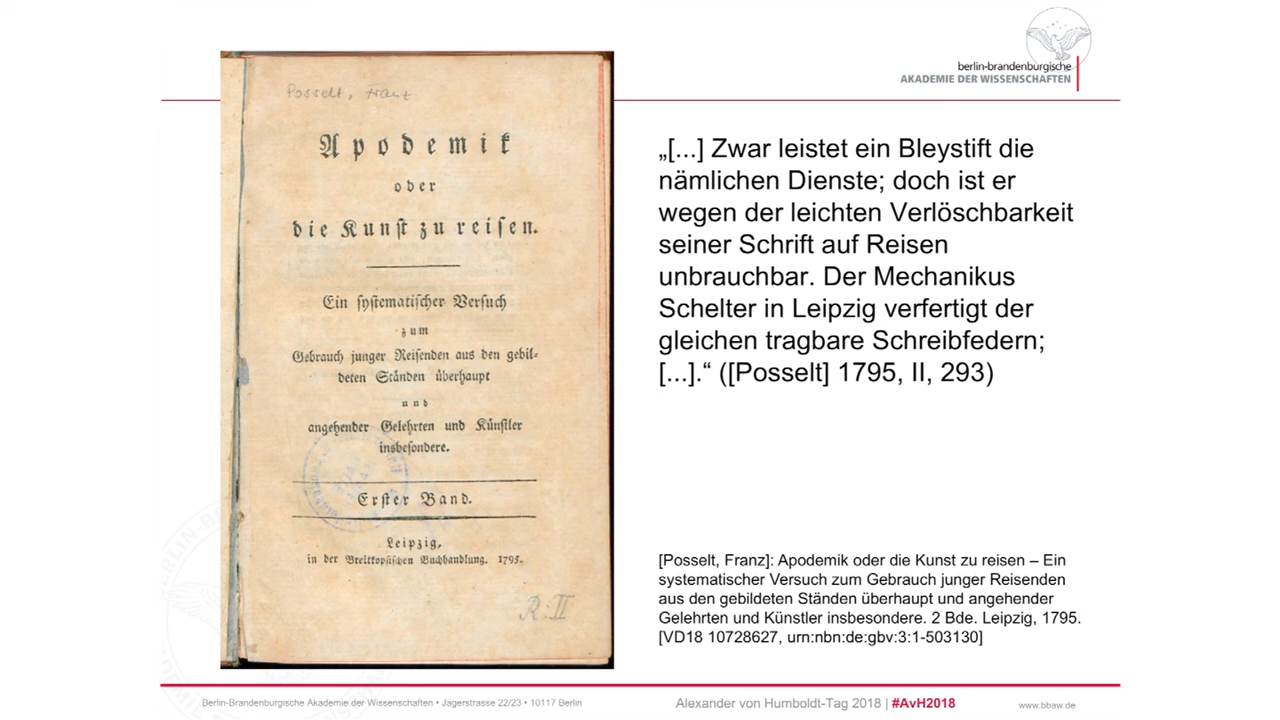 berlin-brandenburgische
AKADEMIE DER WISSENSCHAFTEN
Posselt, Franz
Apodemik
oder
die Kunst zu reisen.
Ein systematischer Versuch
zum
Gebrauch junger Reisenden aus den gebil-
deten Ständen überhaupt
und
angehender Gelehrten und Künstler
insbesondere.
Erster Band.
Leipzig,
in der Breitkopfischen Buchhandlung. 1795.
R:II
„[...] Zwar leistet ein Bleystift die
nämlichen Dienste; doch ist er
wegen der leichten Verlöschbarkeit
seiner Schrift auf Reisen
unbrauchbar. Der Mechanikus
Schelter in Leipzig verfertigt der
gleichen tragbare Schreibfedern;
[...].“ ([Posselt] 1795, II, 293)
[Posselt, Franz]: Apodemik oder die Kunst zu reisen – Ein
systematischer Versuch zum Gebrauch junger Reisenden
aus den gebildeten Ständen überhaupt und angehender
Gelehrten und Künstler insbesondere. 2 Bde. Leipzig, 1795.
[VD18 10728627, urn:nbn:de:gbv:3:1-503130]
Berlin-Brandenburgische Akademie der Wissenschaften • Jägerstrasse 22/23 • 10117 Berlin
Alexander von Humboldt-Tag 2018 | #AvH2018
www.bbaw.de